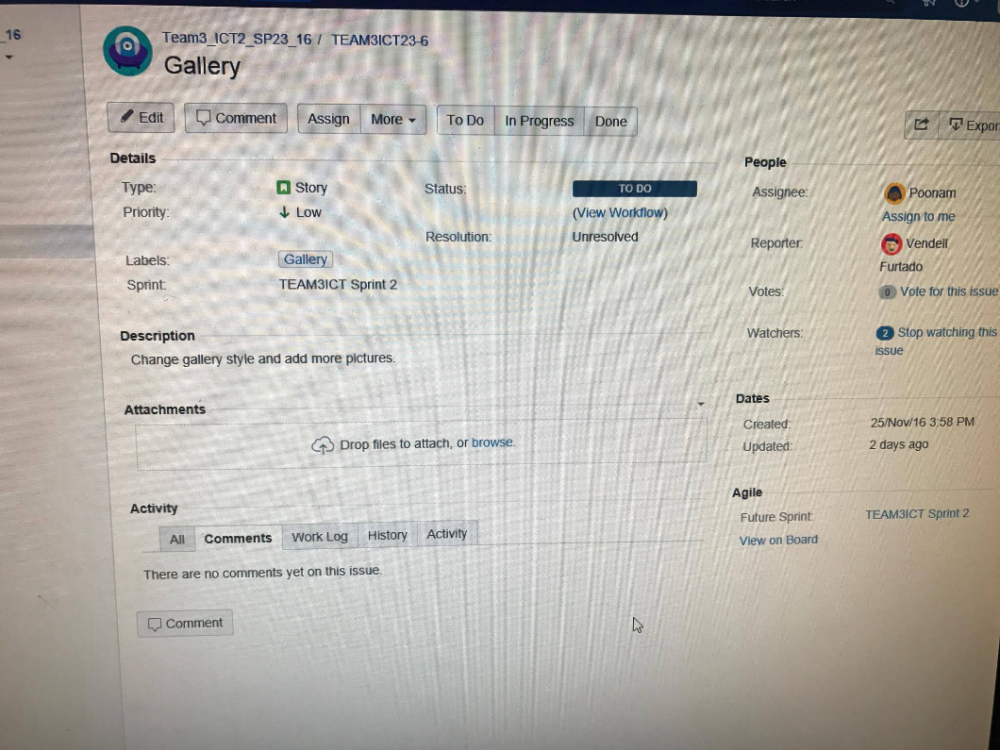 _16
Team3_ICT2_SP23_16 / TEAM3ICT23-6
Gallery
Edit Comment Assign More To Do In Progress Done
Details
Type: Story Status: TO DO
Priority: Low (View Workflow)
Resolution: Unresolved
Labels: Gallery
Sprint: TEAM3ICT Sprint 2
Description
Change gallery style and add more pictures.
Attachments
Drop files to attach, or browse.
Activity
All Comments Work Log History Activity
There are no comments yet on this issue.
Comment
Expor
People
Assignee: Poonam
Assign to me
Reporter: Vendell
Furtado
Votes: 0 Vote for this issue
Watchers: 2 Stop watching this
issue
Dates
Created: 25/Nov/16 3:58 PM
Updated: 2 days ago
Agile
Future Sprint: TEAM3ICT Sprint 2
View on Board